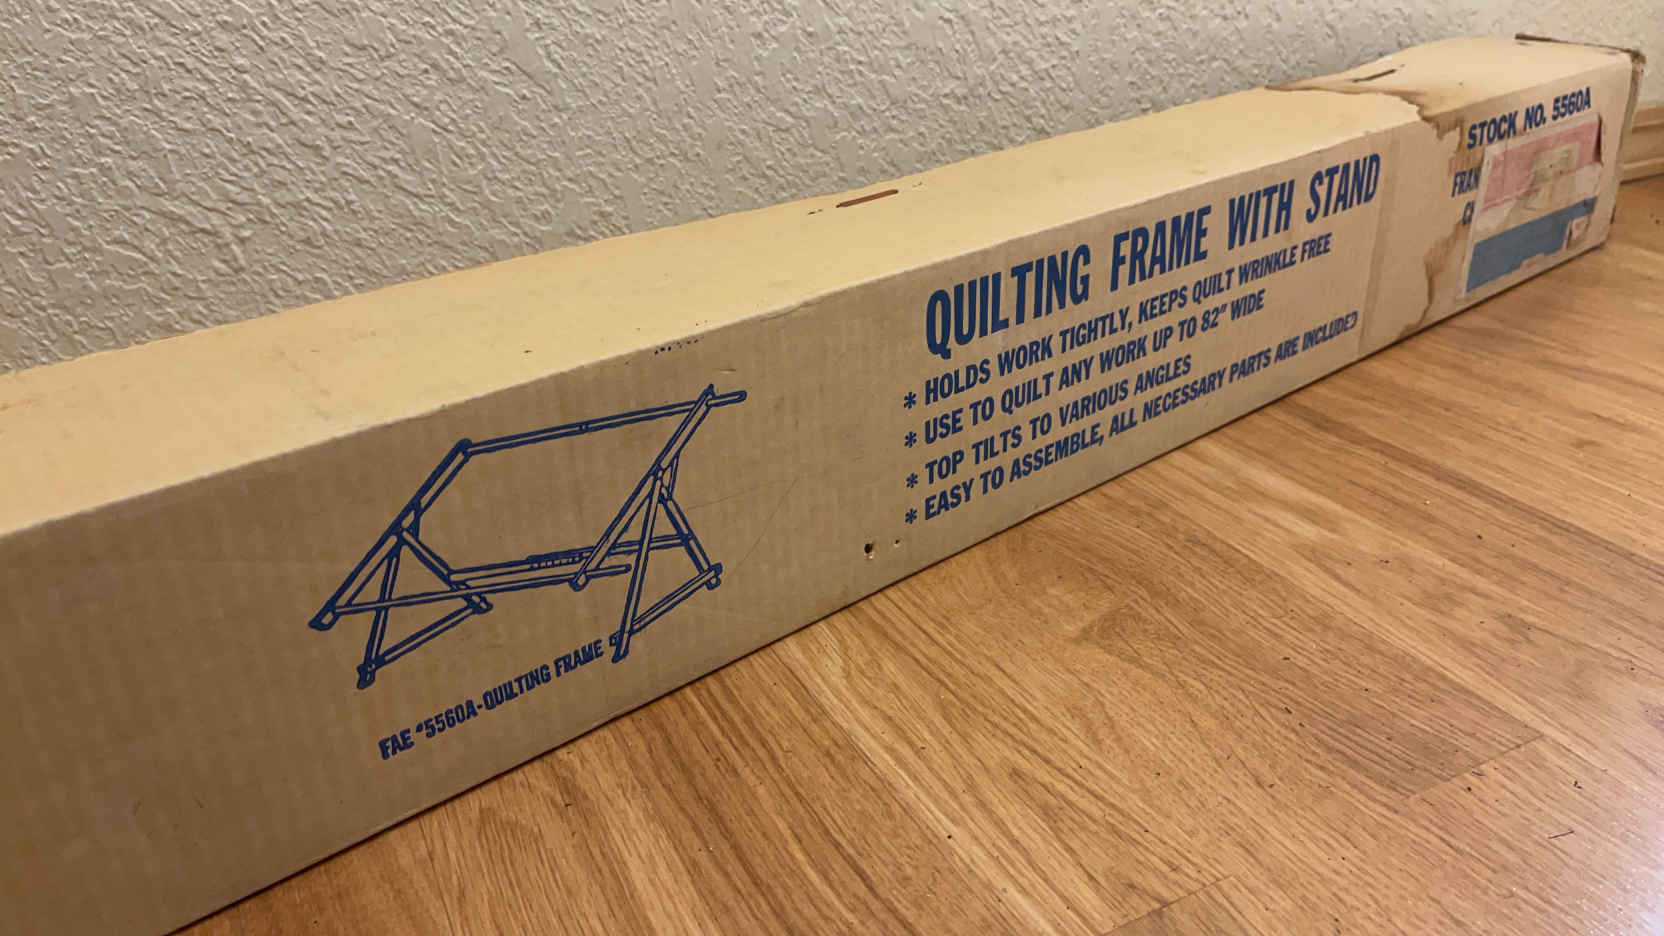 QUILTING FRAME WITH STAND
* HOLDS WORK TIGHTLY, KEEPS QUILT WRINKLE FREE
* USE TO QUILT ANY WORK UP TO 82" WIDE
* TOP TILTS TO VARIOUS ANGLES
* EASY TO ASSEMBLE, ALL NECESSARY PARTS ARE INCLUDED
FAE #5560A-QUILTING FRAME
STOCK NO. 5560A